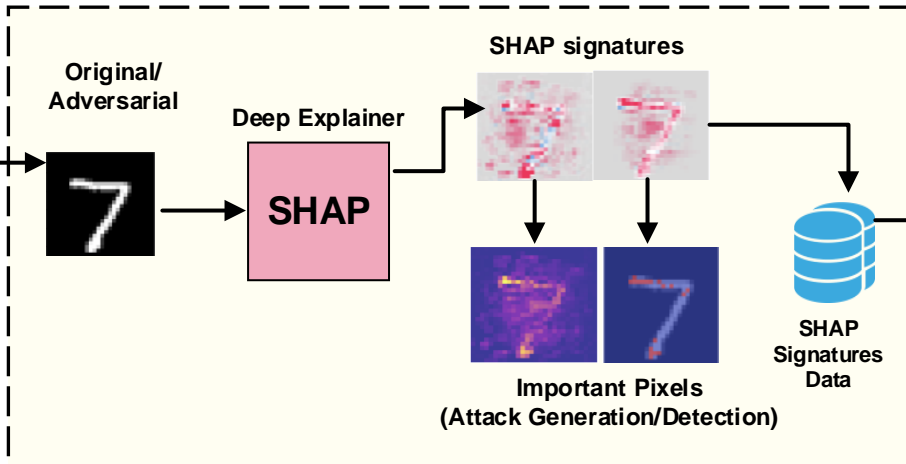 Original/
Adversarial
Deep Explainer
SHAP
SHAP signatures
Important Pixels
(Attack Generation/Detection)
SHAP
Signatures
Data